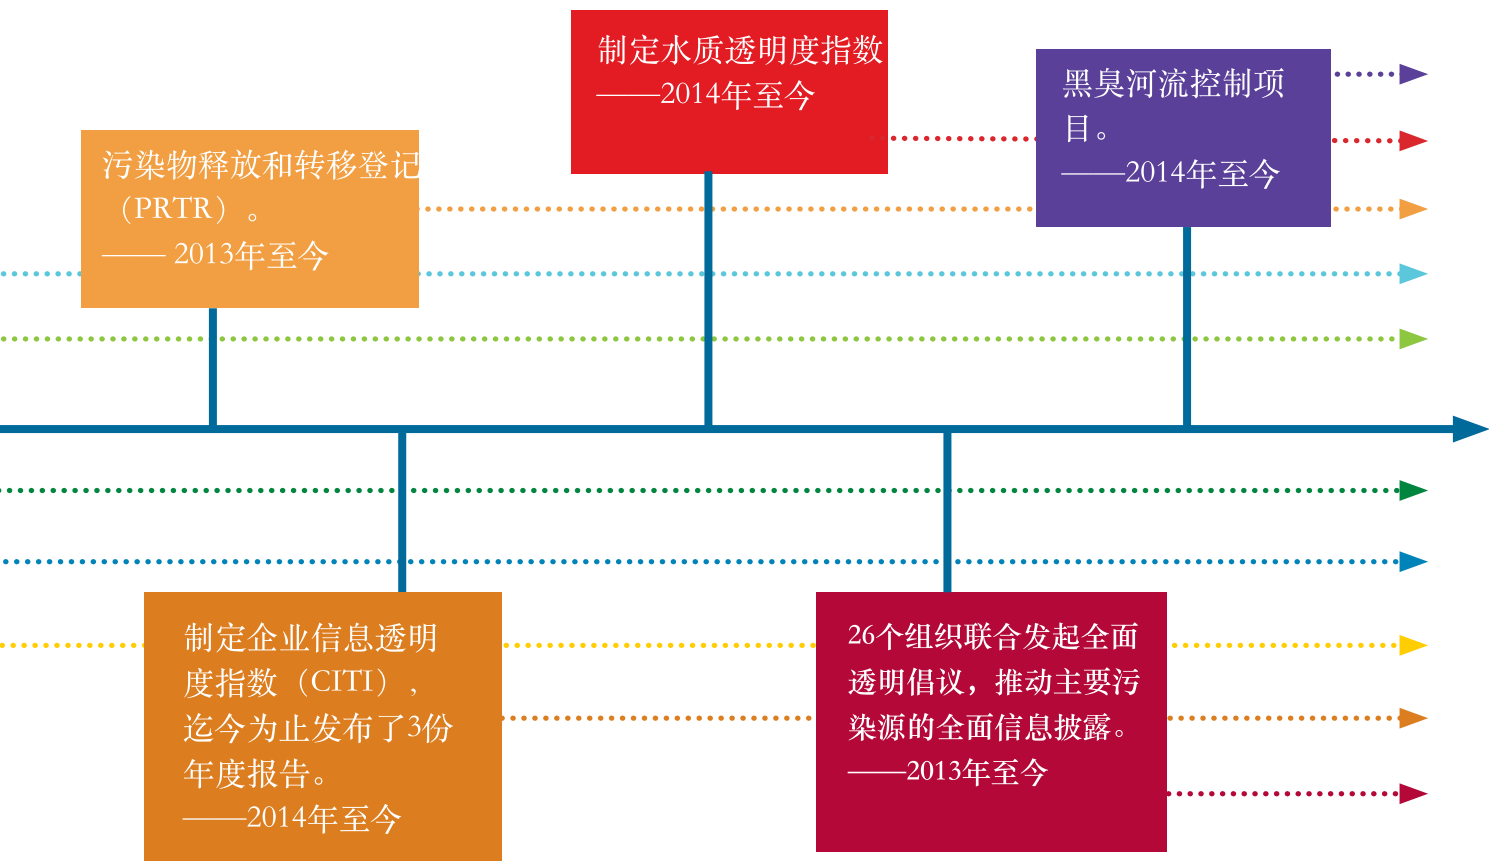 制定水质透明度指数
——2014年至今
黑臭河流控制项
目。
——2014年至今
污染物释放和转移登记
（PRTR）。
—— 2013年至今
制定企业信息透明
度指数（CITI），
迄今为止发布了3份
年度报告。
——2014年至今
26个组织联合发起全面
透明倡议，推动主要污
染源的全面信息披露。
——2013年至今